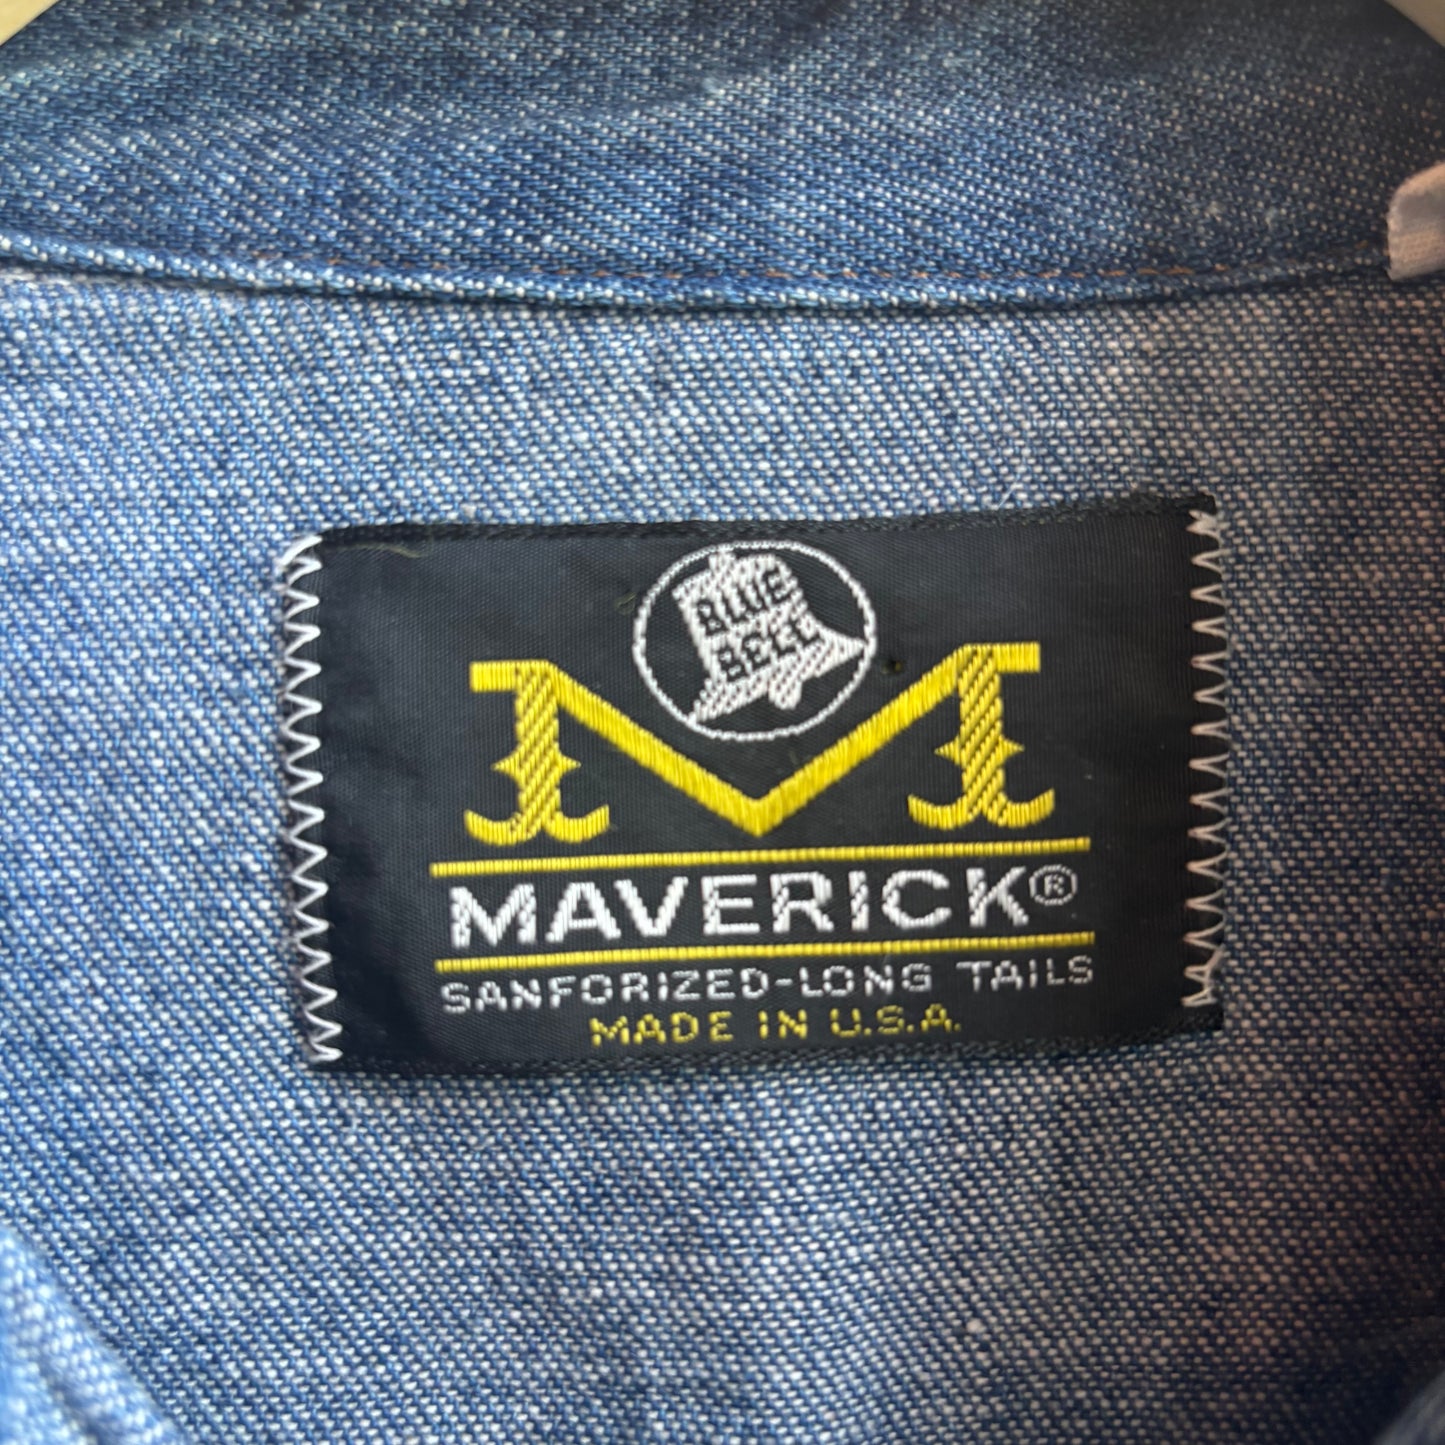 BLUE
BELL
M
MAVERICK®
SANFORIZED-LONG TAILS
MADE IN U.S.A.